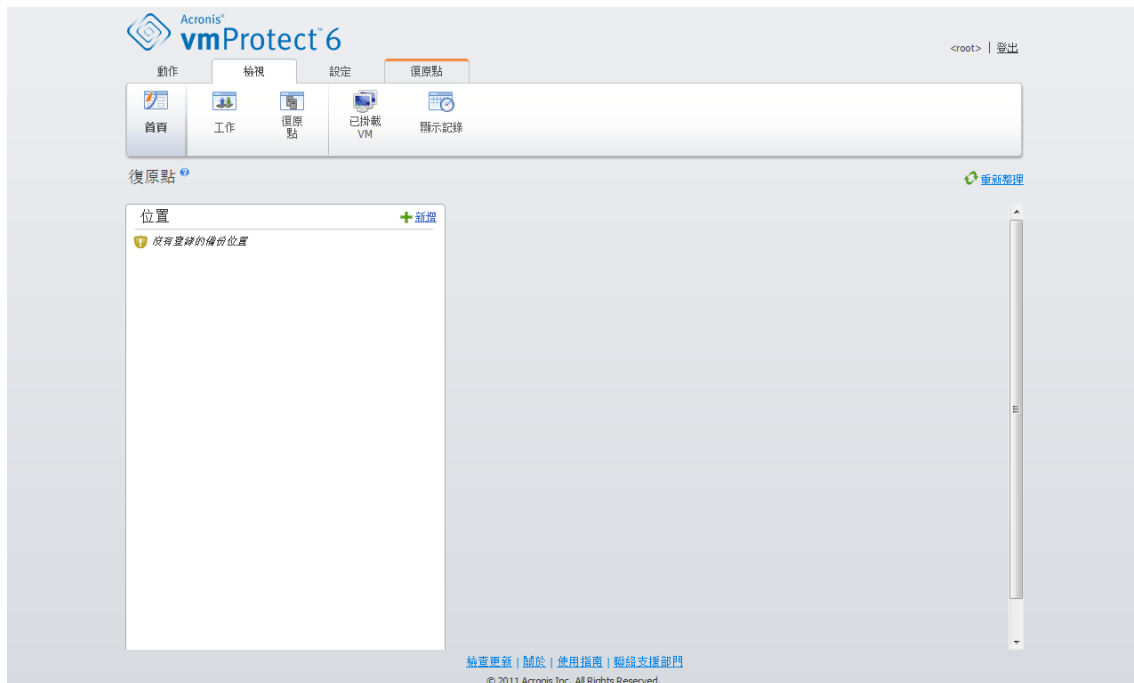 Acronis®
vmProtect™ 6
<root> | 登出
動作 檢視 設定 復原點
首頁 工作 復原點 已掛載 VM 顯示記錄
復原點
重新整理
位置 新增
沒有登錄的備份位置
檢查更新 | 關於 | 使用指南 | 聯絡支援部門
© 2011 Acronis Inc. All Rights Reserved.